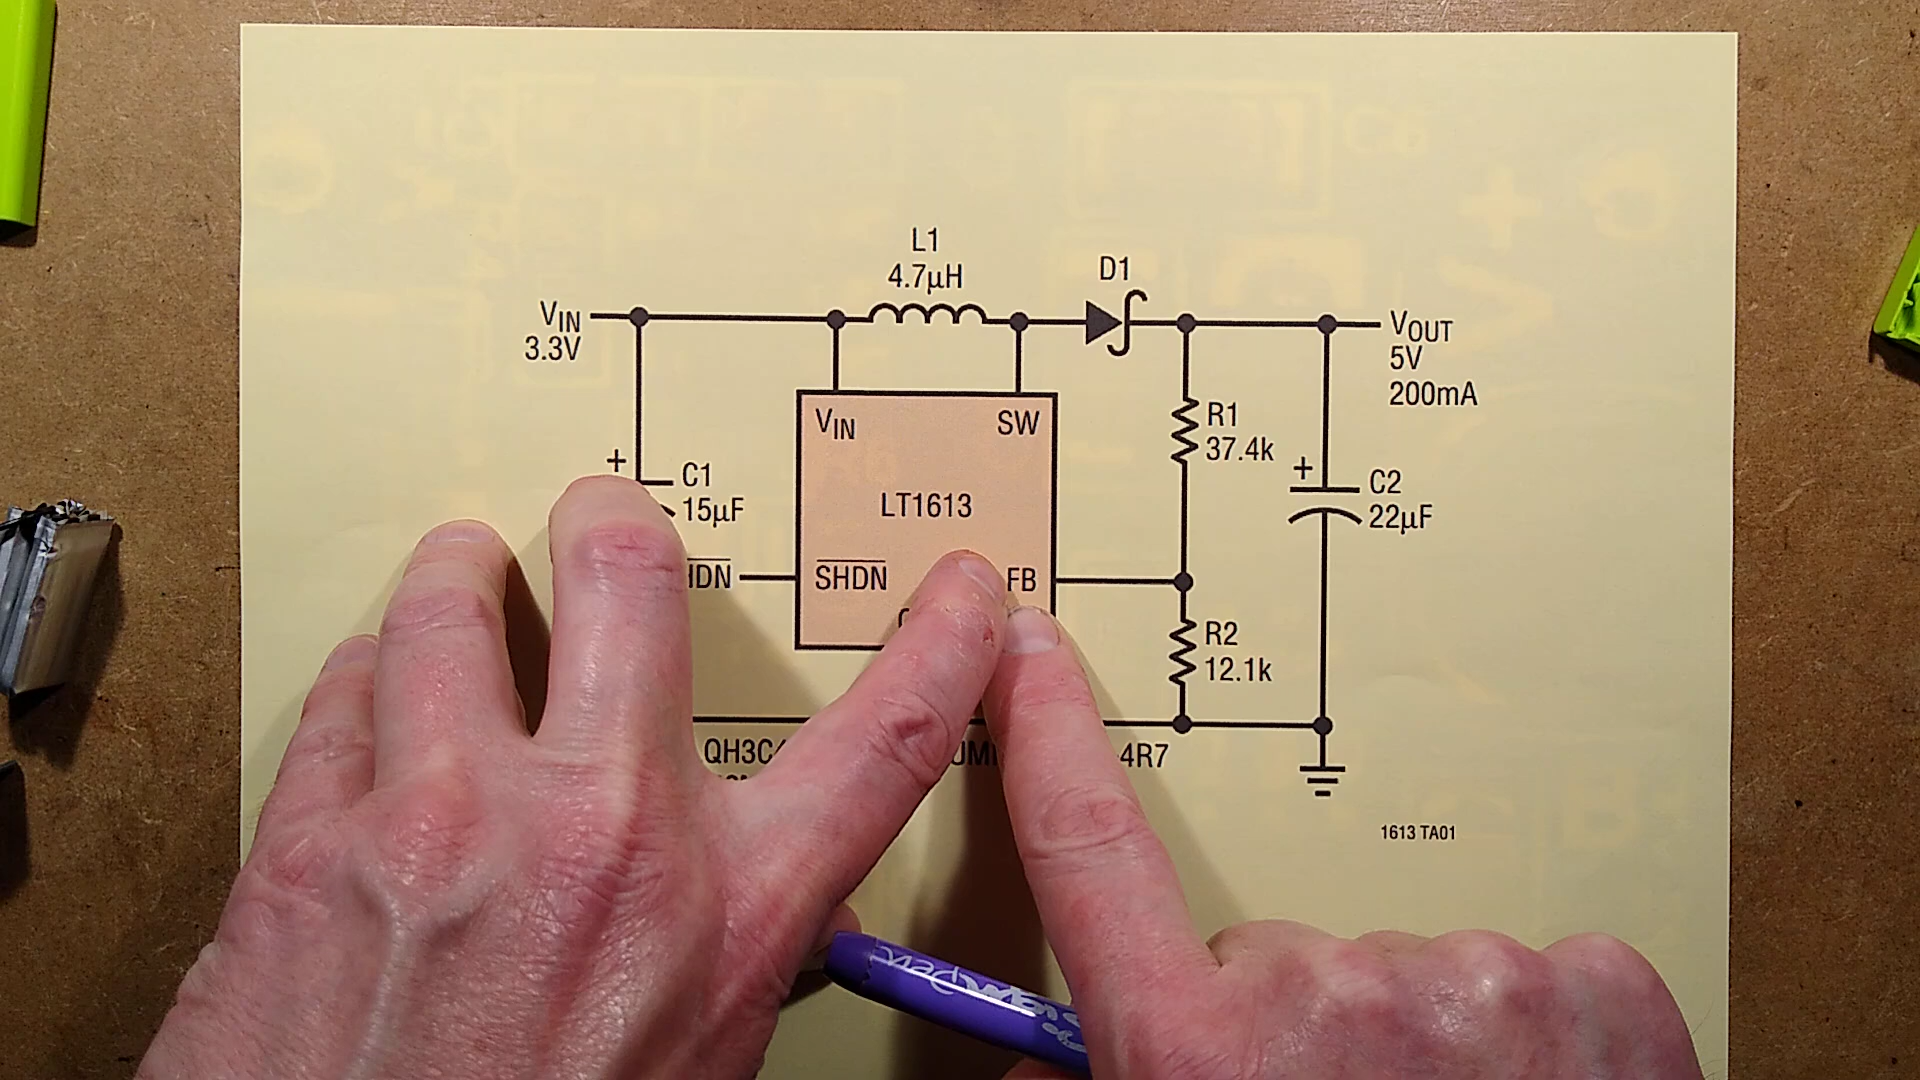 L1
4.7µH
D1
VIN
3.3V
VOUT
5V
200mA
VIN
SW
R1
37.4k
+
C1
15µF
LT1613
+
C2
22µF
SHDN
FB
R2
12.1k
4R7
1613 TA01